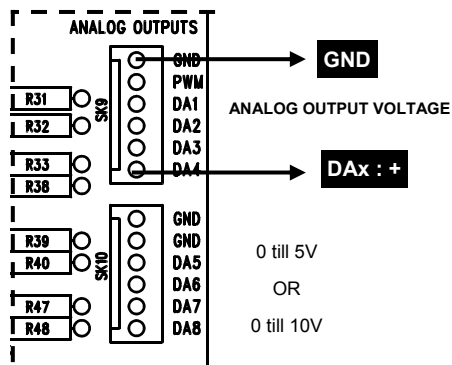 ANALOG OUTPUTS
GND
GND
PWM
R31
DA1
ANALOG OUTPUT VOLTAGE
SK9
R32
DA2
DA3
R33
DA4
DAx : +
R38
GND
R39
GND
SK10
R40
DA5
0 till 5V
DA6
OR
R47
DA7
R48
DA8
0 till 10V